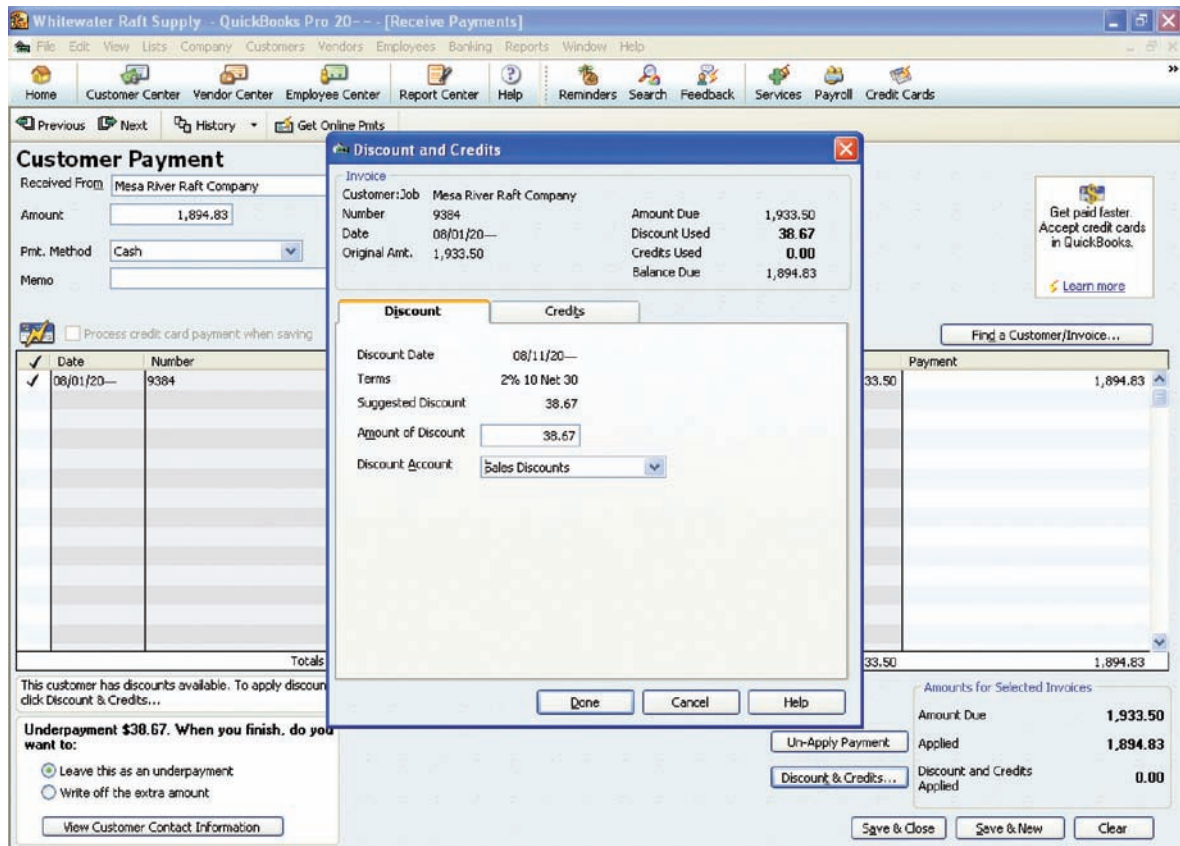 Whitewater Raft Supply - QuickBooks Pro 20-- - [Receive Payments]
File Edit View Lists Company Customers Vendors Employees Banking Reports Window Help
Home Customer Center Vendor Center Employee Center Report Center Help Reminders Search Feedback Services Payroll Credit Cards
Previous Next History Get Online Pmts
Customer Payment
Received From Mesa River Raft Company
Amount 1,894.83
Pmt. Method Cash
Memo
Process credit card payment when saving
Date Number
08/01/20— 9384
Totals
This customer has discounts available. To apply discoun
click Discount & Credits...
Underpayment $38.67. When you finish, do you
want to:
Leave this as an underpayment
Write off the extra amount
View Customer Contact Information
Discount and Credits
Invoice
Customer:Job Mesa River Raft Company
Number 9384 Amount Due 1,933.50
Date 08/01/20— Discount Used 38.67
Original Amt. 1,933.50 Credits Used 0.00
Balance Due 1,894.83
Discount Credits
Discount Date 08/11/20—
Terms 2% 10 Net 30
Suggested Discount 38.67
Amount of Discount 38.67
Discount Account Sales Discounts
Done Cancel Help
Get paid faster.
Accept credit cards
in QuickBooks.
Learn more
Find a Customer/Invoice...
Payment
33.50 1,894.83
33.50 1,894.83
Un-Apply Payment
Discount & Credits...
Amounts for Selected Invoices
Amount Due 1,933.50
Applied 1,894.83
Discount and Credits
Applied 0.00
Save & Close Save & New Clear